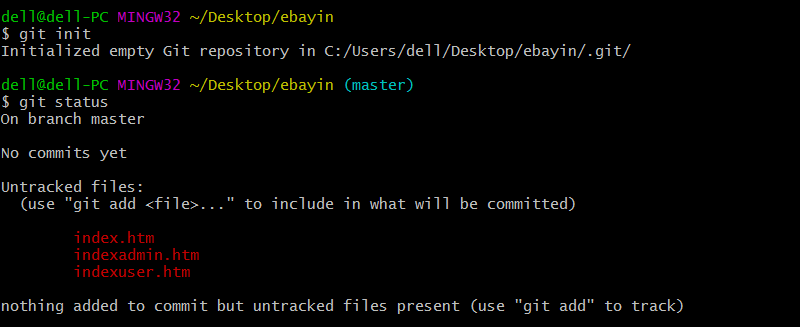 dell@dell-PC MINGW32 ~/Desktop/ebayin
$ git init
Initialized empty Git repository in C:/Users/dell/Desktop/ebayin/.git/
dell@dell-PC MINGW32 ~/Desktop/ebayin (master)
$ git status
On branch master
No commits yet
Untracked files:
(use "git add <file>..." to include in what will be committed)
index.htm
indexadmin.htm
indexuser.htm
nothing added to commit but untracked files present (use "git add" to track)